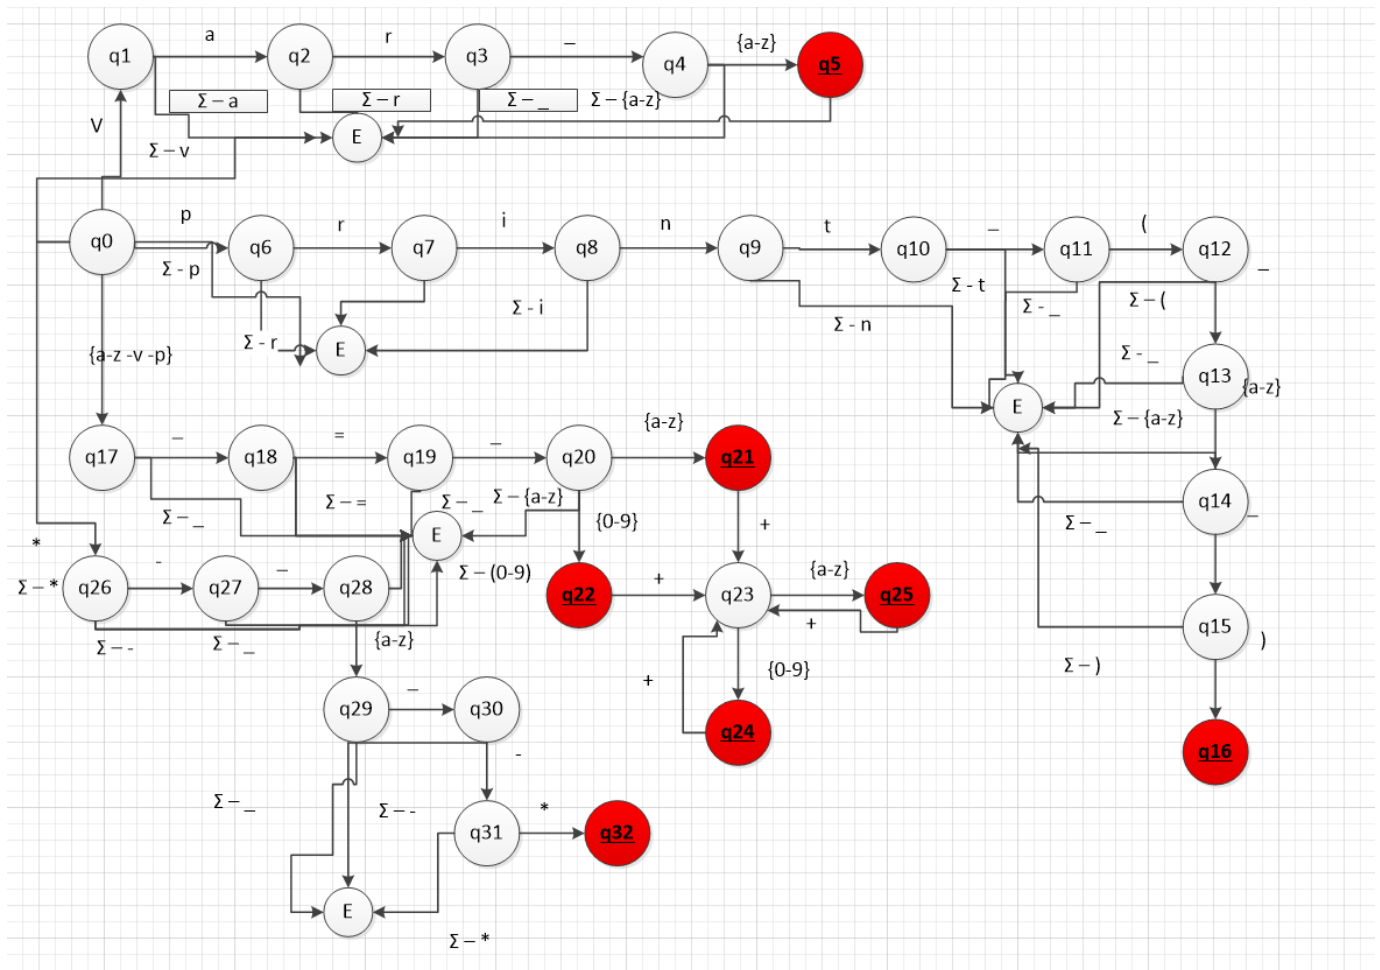 a
r
_
{a-z}
q1
q2
q3
q4
q5
Σ – a
Σ – r
Σ – _
Σ – {a-z}
V
E
Σ – v
p
r
i
n
t
_
(
q0
q6
q7
q8
q9
q10
q11
q12
_
Σ - p
Σ - t
Σ - _
Σ – (
Σ - i
Σ - n
Σ - r
E
{a-z -v -p}
Σ - _
q13
{a-z}
E
Σ – {a-z}
_
=
_
{a-z}
q17
q18
q19
q20
q21
Σ – _
Σ – =
Σ – _
Σ – {a-z}
{0-9}
+
q14
_
Σ – _
*
E
Σ – (0-9)
-
_
+
{a-z}
Σ – *
q26
q27
q28
q22
q23
q25
+
q15
)
Σ – -
Σ – _
{a-z}
Σ – )
+
{0-9}
_
q29
q30
q24
q16
-
Σ – _
Σ – -
*
q31
q32
E
Σ – *